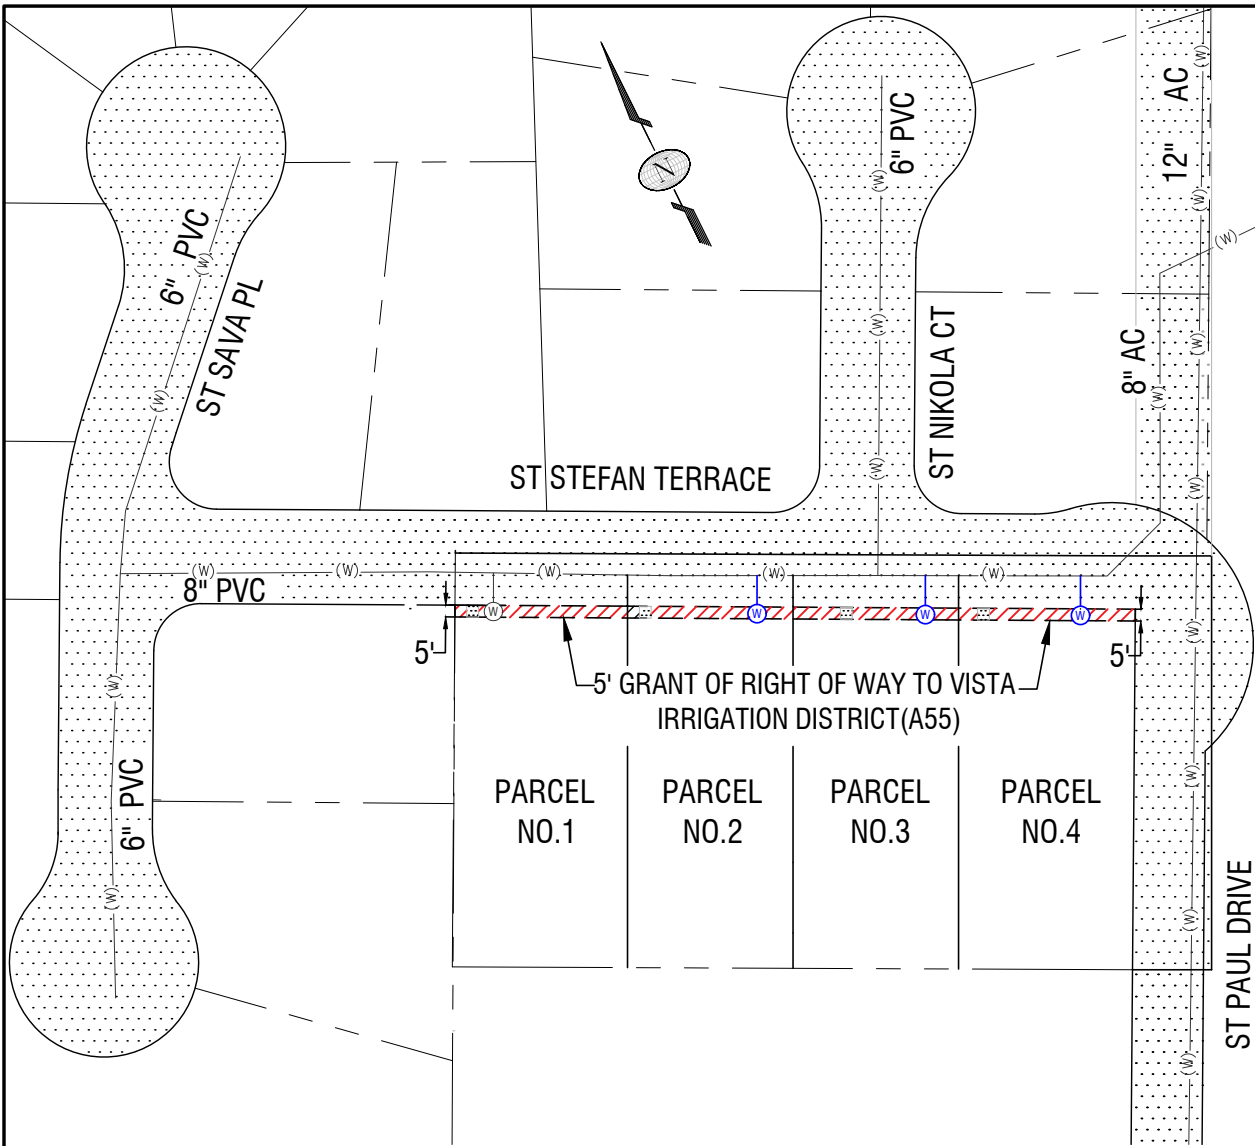 12" AC
6" PVC
N
6" PVC
(W)
(W)
(W)
(W)
(W)
(W)
(W)
(W)
ST SAVA PL
ST NIKOLA CT
8" AC
(W)
(W)
(W)
ST STEFAN TERRACE
(W)
(W)
(W)
(W)
(W)
(W)
8" PVC
W
W
W
W
(W)
5'
5'
(W)
5' GRANT OF RIGHT OF WAY TO VISTA
IRRIGATION DISTRICT(A55)
6" PVC
(W)
PARCEL
NO.1
PARCEL
NO.2
PARCEL
NO.3
PARCEL
NO.4
(W)
(W)
ST PAUL DRIVE
(W)